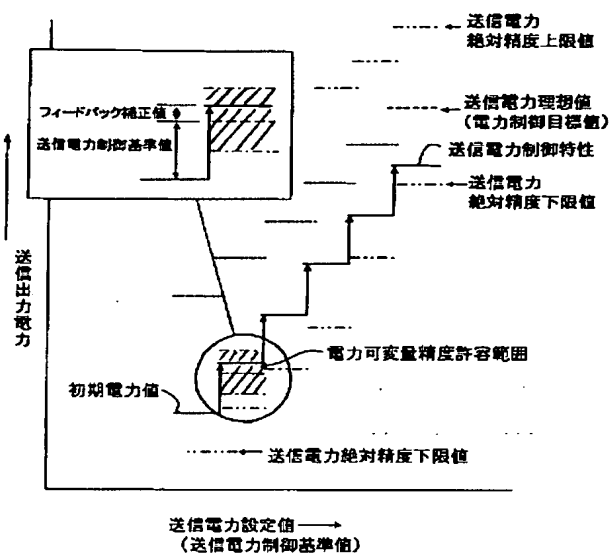 送信電力
絶対精度上限値
フィードバック補正値
送信電力制御基準値
送信電力理想値
(電力制御目標値)
送信電力制御特性
送信電力
絶対精度下限値
送信出力電力
電力可変量精度許容範囲
初期電力値
送信電力絶対精度下限値
送信電力設定値
(送信電力制御基準値)